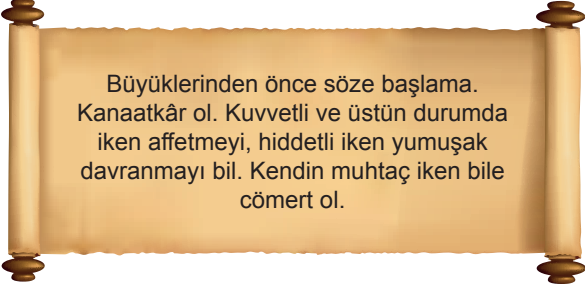 Büyüklerinden önce söze başlama.
Kanaatkâr ol. Kuvvetli ve üstün durumda
iken affetmeyi, hiddetli iken yumuşak
davranmayı bil. Kendin muhtaç iken bile
cömert ol.